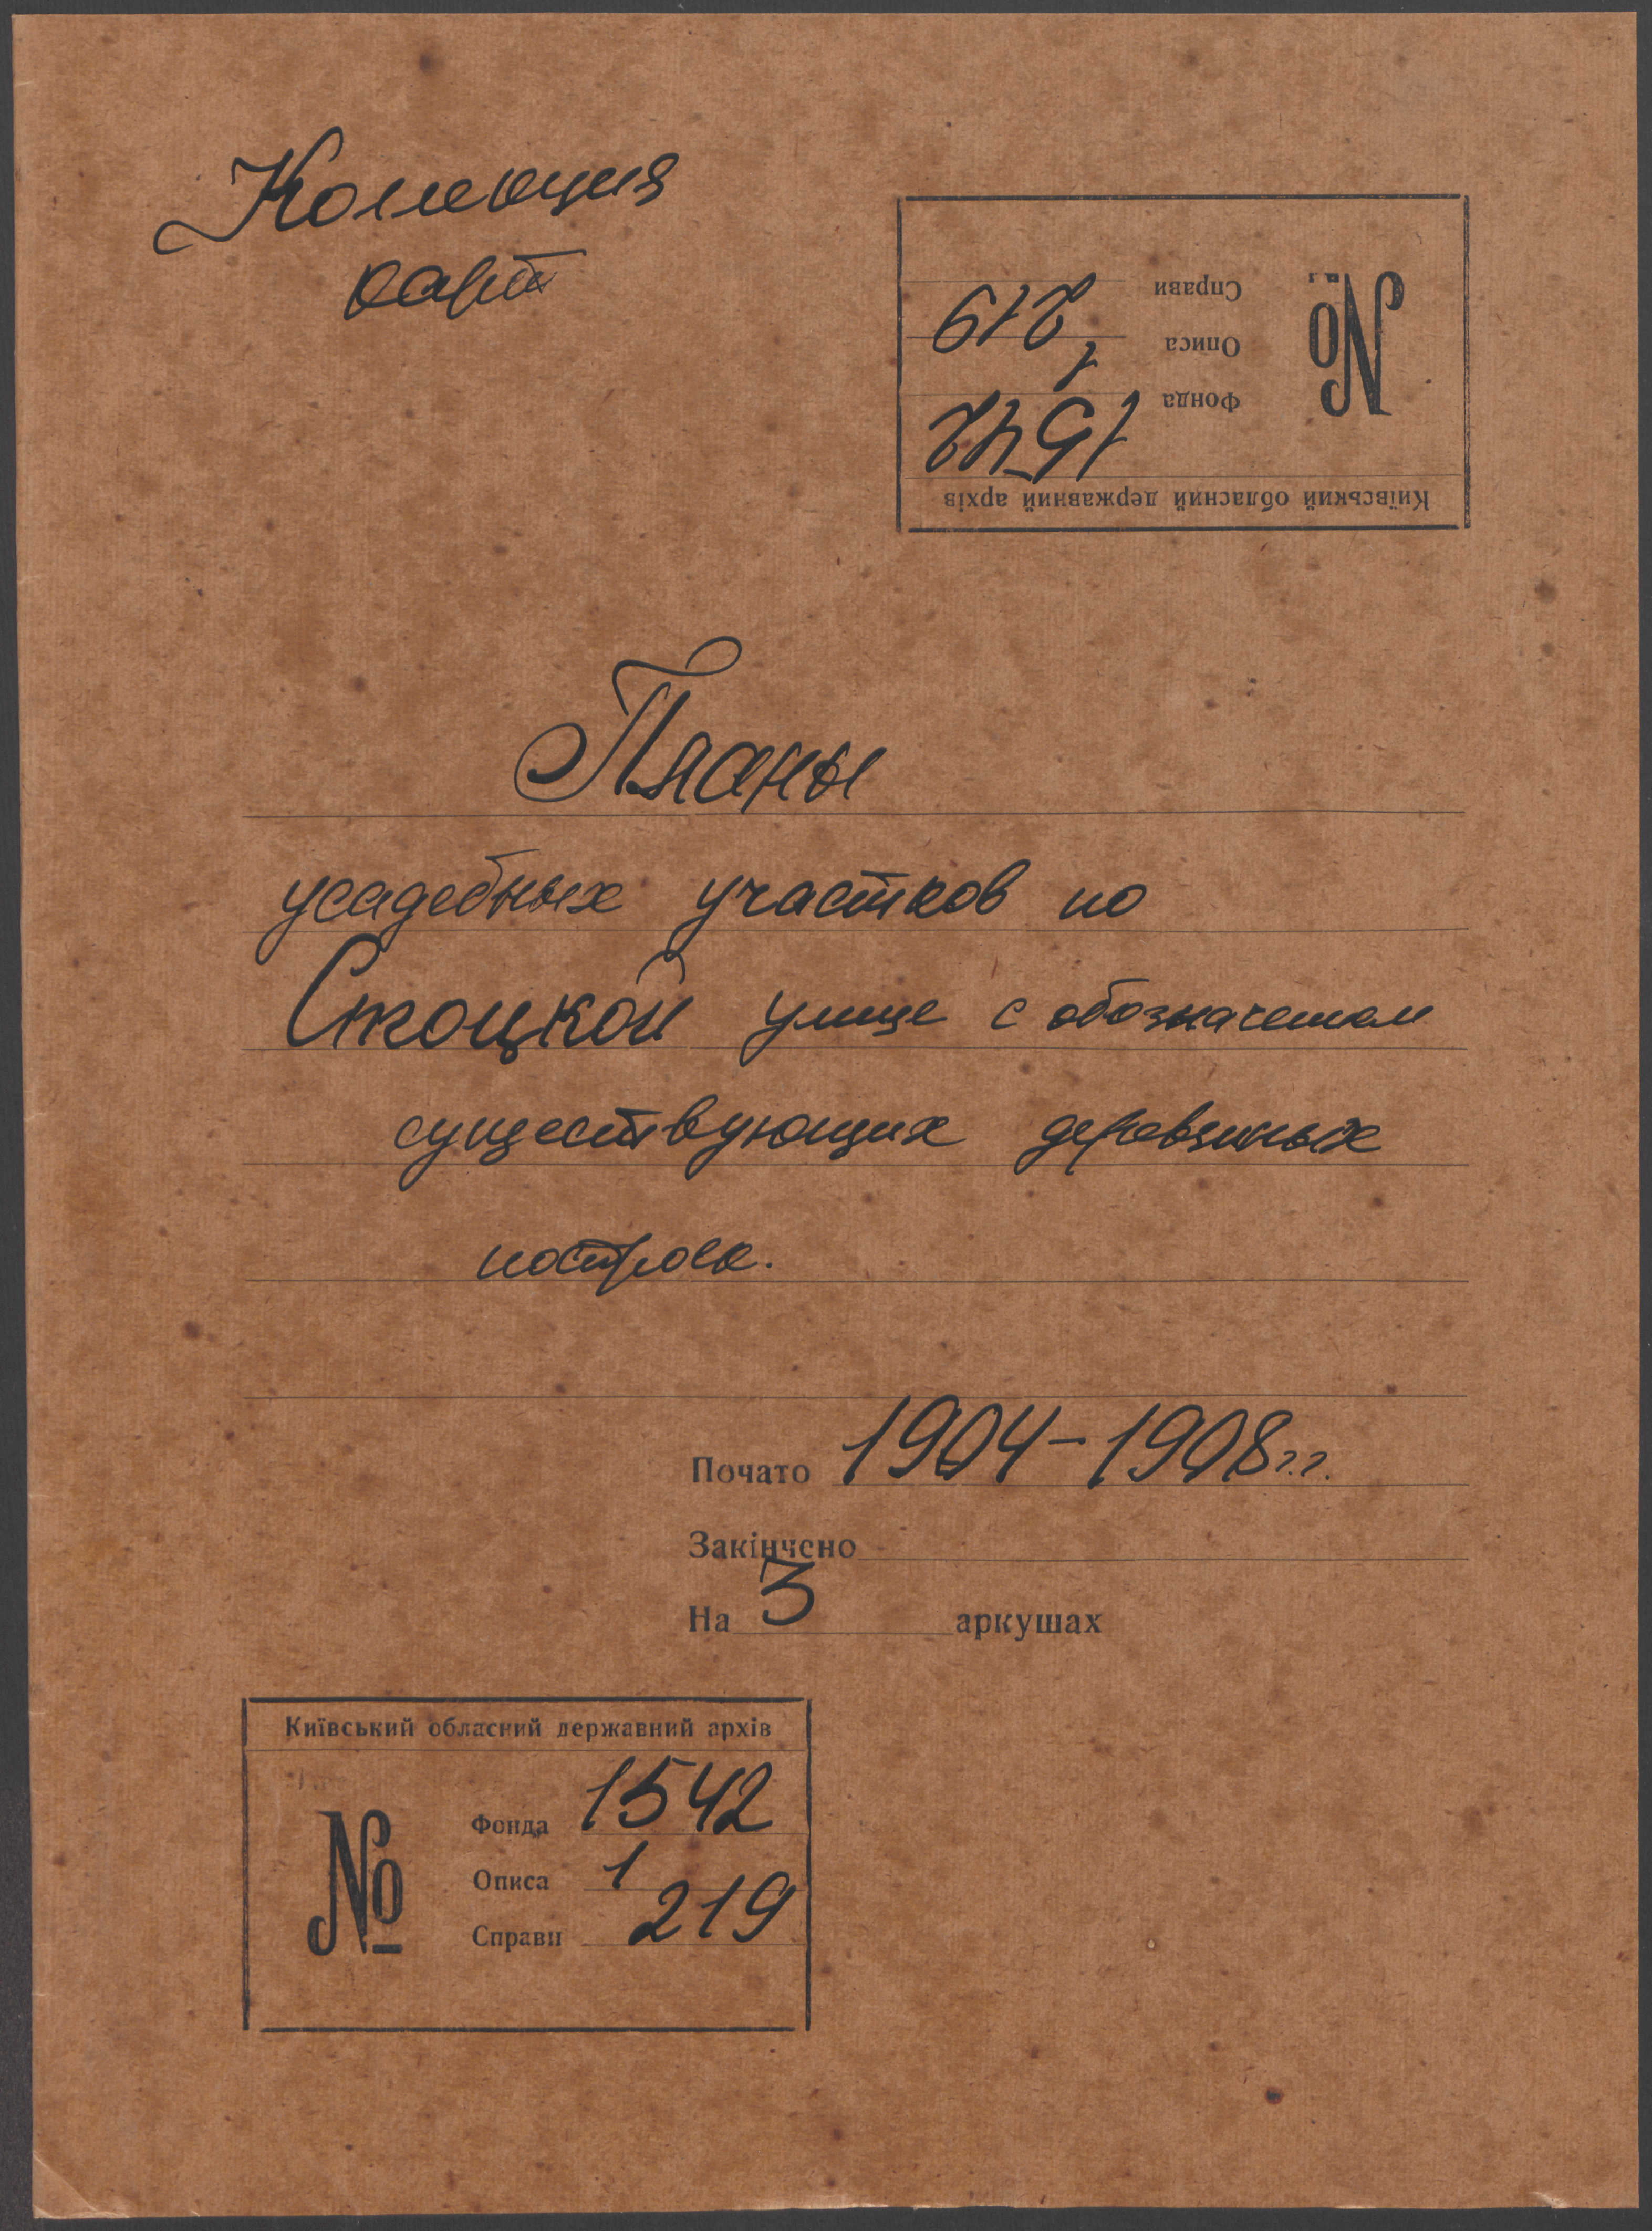 Коллекция
карт
Київський обласний державний архів
№
Фонда 1542
Описа 1
Справи 219
Планы
усадебных участков по
Стоцкой улице с обозначением
существующих деревянных
построек.
Почато 1904-1908 г.г.
Закінчено
На 3 аркушах
Київський обласний державний архів
№
Фонда 1542
Описа 1
Справи 219